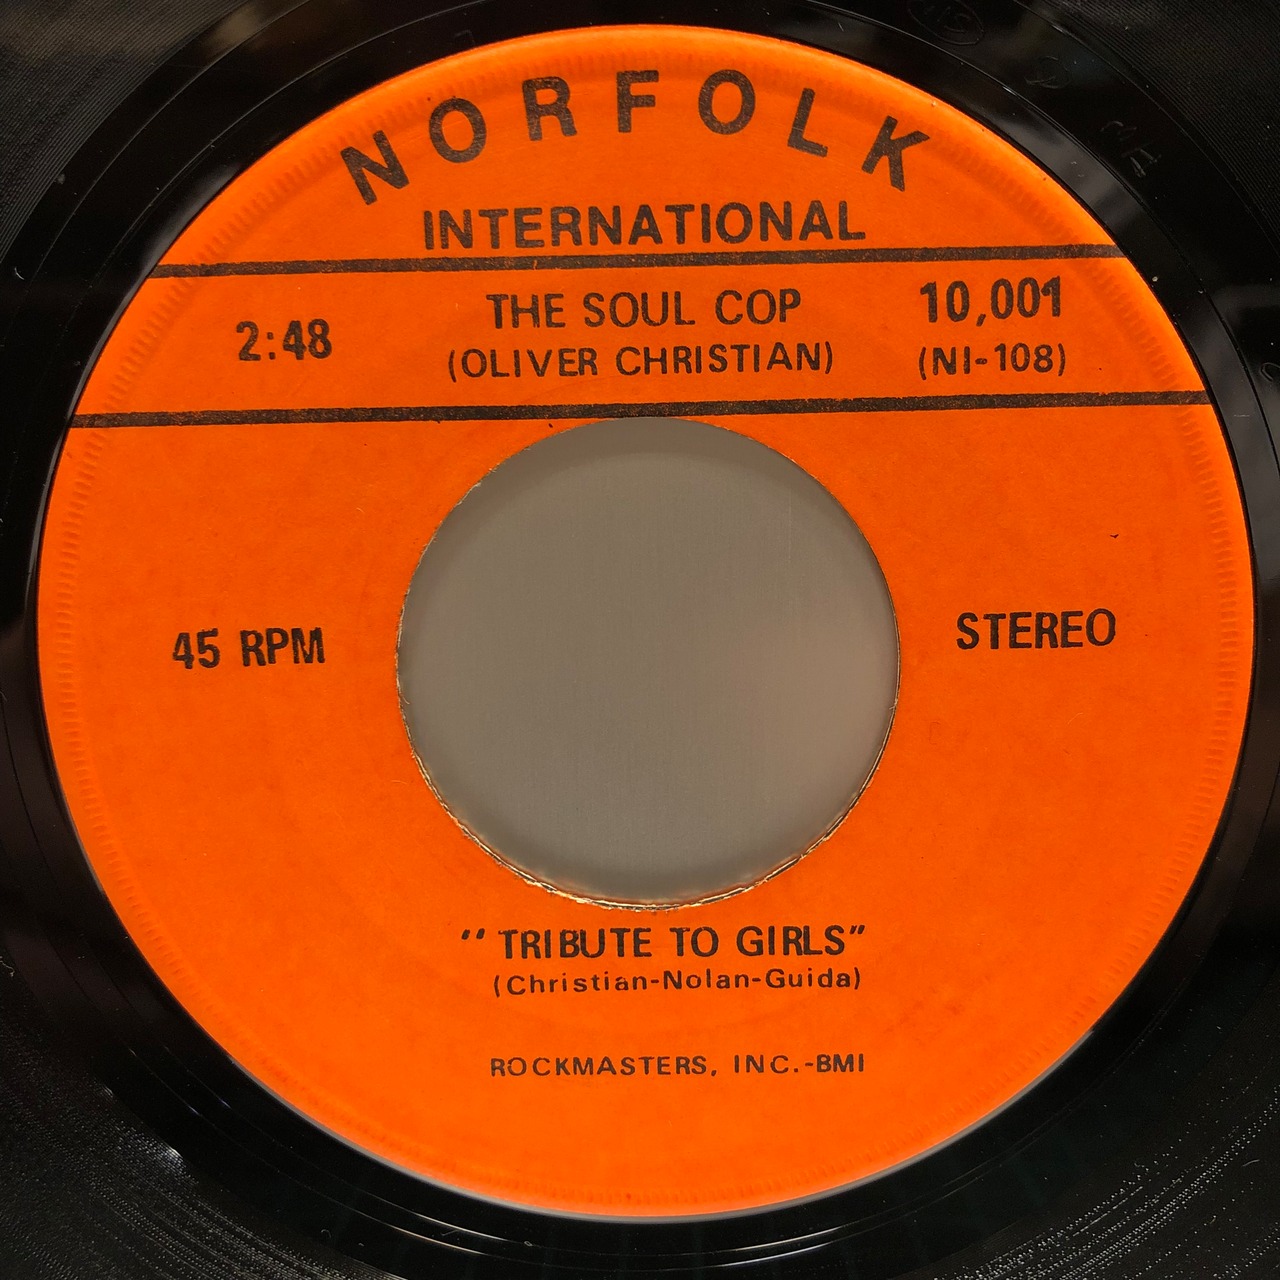 NORFOLK
INTERNATIONAL
2:48
THE SOUL COP
(OLIVER CHRISTIAN)
10,001
(NI-108)
45 RPM
STEREO
"TRIBUTE TO GIRLS"
(Christian-Nolan-Guida)
ROCKMASTERS, INC.-BMI